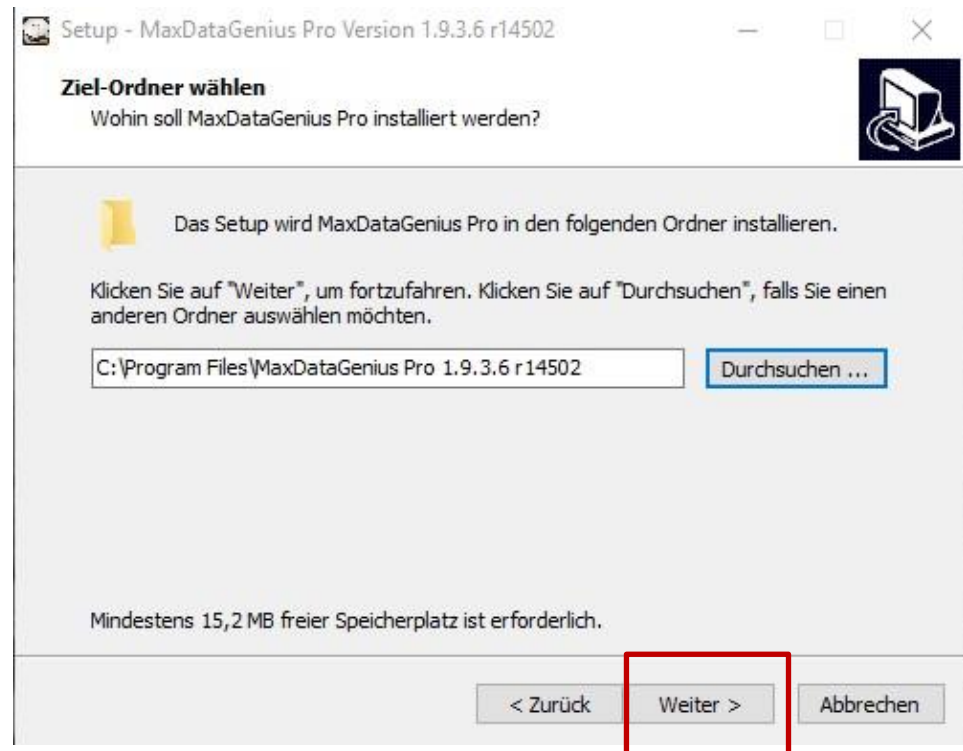 Setup - MaxDataGenius Pro Version 1.9.3.6 r14502
Ziel-Ordner wählen
Wohin soll MaxDataGenius Pro installiert werden?
Das Setup wird MaxDataGenius Pro in den folgenden Ordner installieren.
Klicken Sie auf "Weiter", um fortzufahren. Klicken Sie auf "Durchsuchen", falls Sie einen
anderen Ordner auswählen möchten.
C:\Program Files\MaxDataGenius Pro 1.9.3.6 r14502
Durchsuchen ...
Mindestens 15,2 MB freier Speicherplatz ist erforderlich.
< Zurück
Weiter >
Abbrechen